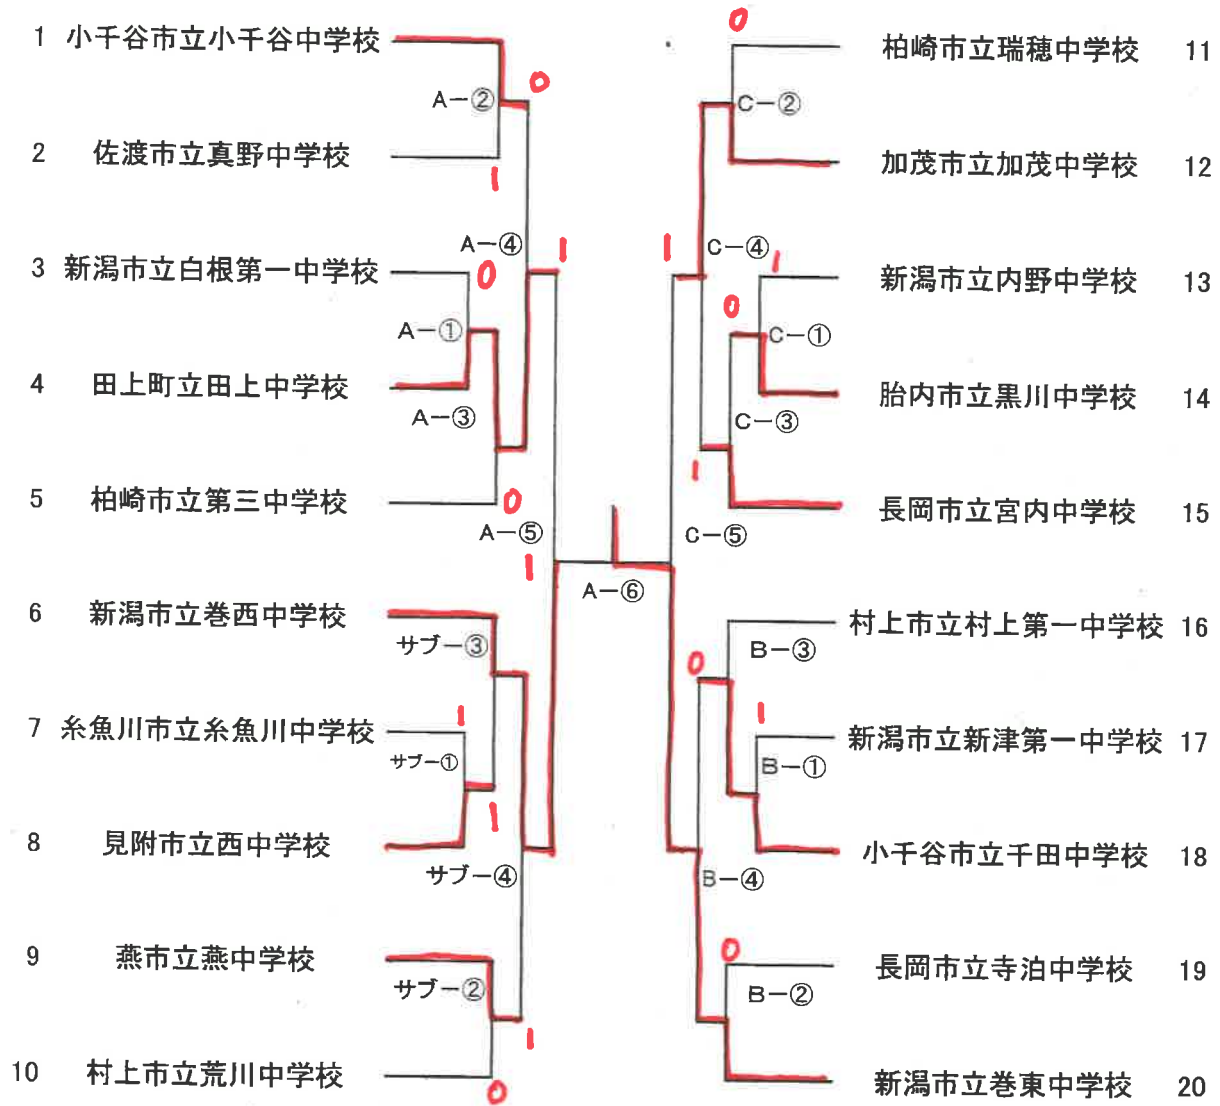 1 小千谷市立小千谷中学校
A-②
0
2 佐渡市立真野中学校
1
A-④
1
3 新潟市立白根第一中学校
0
A-①
4 田上町立田上中学校
A-③
5 柏崎市立第三中学校
0
A-⑤
1
A-⑥
6 新潟市立巻西中学校
サブ-③
7 糸魚川市立糸魚川中学校
1
サブ-①
1
8 見附市立西中学校
サブ-④
9 燕市立燕中学校
サブ-②
1
10 村上市立荒川中学校
0
0
柏崎市立瑞穂中学校 11
C-②
加茂市立加茂中学校 12
1
C-④
1
新潟市立内野中学校 13
0
C-①
胎内市立黒川中学校 14
C-③
1
長岡市立宮内中学校 15
C-⑤
村上市立村上第一中学校 16
B-③
0
1
新潟市立新津第一中学校 17
B-①
小千谷市立千田中学校 18
B-④
0
長岡市立寺泊中学校 19
B-②
新潟市立巻東中学校 20